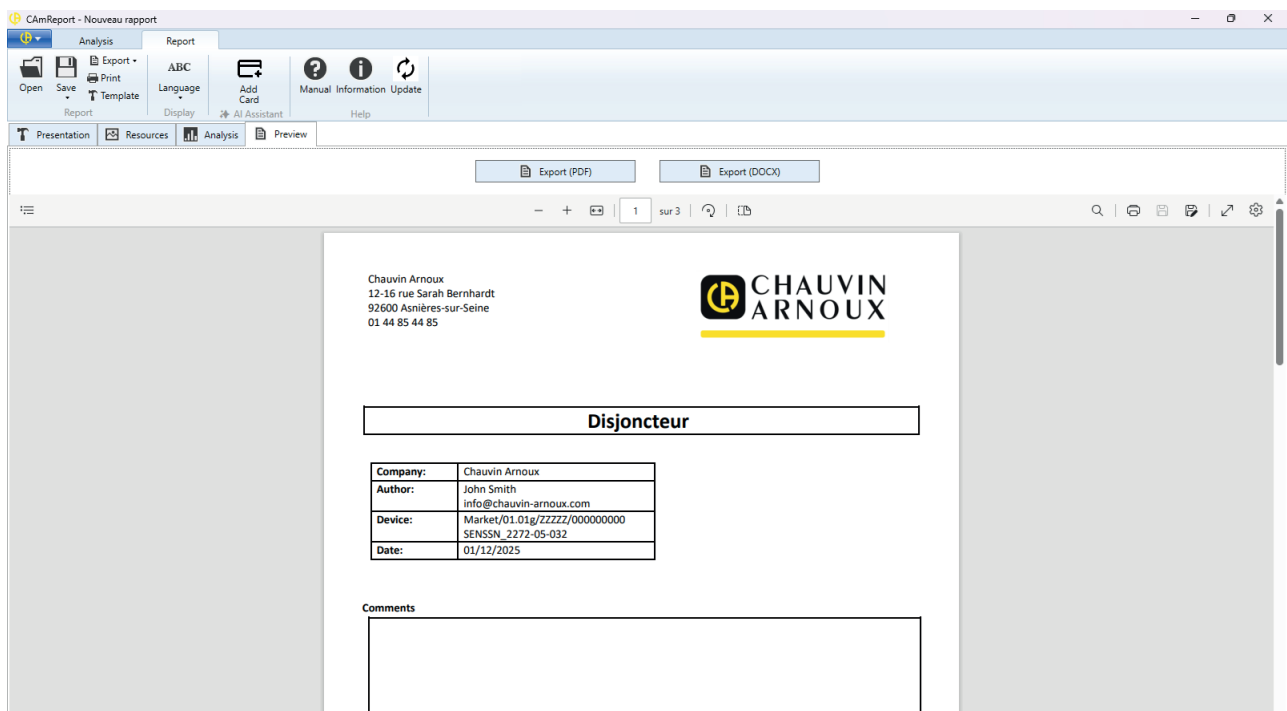 CAmReport - Nouveau rapport
Analysis Report
Open Save Export Print Template
ABC Language
Add Card
Manual Information Update
Report Display AI Assistant Help
Presentation Resources Analysis Preview
Export (PDF) Export (DOCX)
1 sur 3
Chauvin Arnoux
12-16 rue Sarah Bernhardt
92600 Asnières-sur-Seine
01 44 85 44 85
CHAUVIN
ARNOUX
Disjoncteur
Company: Chauvin Arnoux
Author: John Smith
info@chauvin-arnoux.com
Device: Market/01.01g/ZZZZZ/000000000
SENSSN_2272-05-032
Date: 01/12/2025
Comments